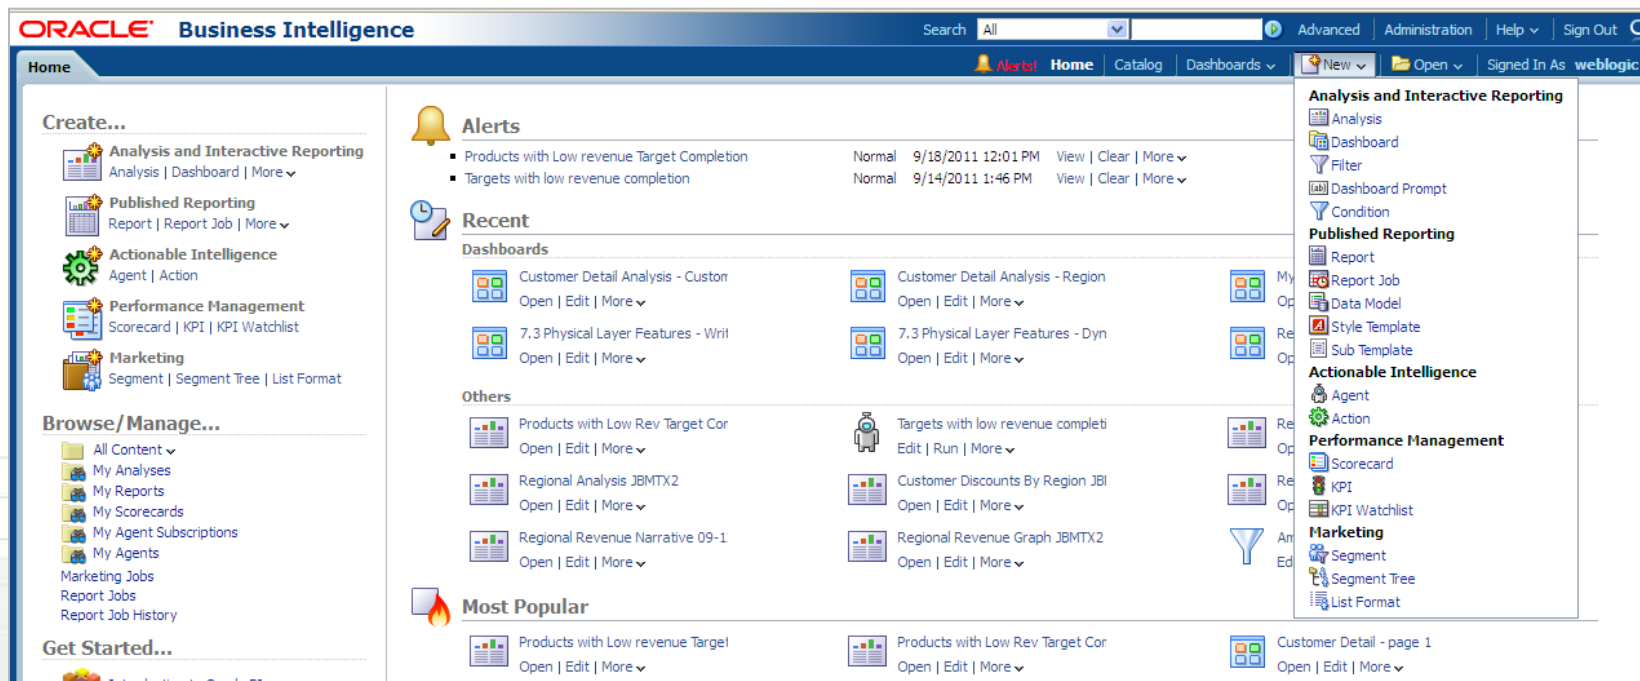 ORACLE Business Intelligence
Search All Advanced Administration Help Sign Out
Home
Alerts! Home Catalog Dashboards New Open Signed In As weblogic
Create...
Analysis and Interactive Reporting
Analysis | Dashboard | More
Published Reporting
Report | Report Job | More
Actionable Intelligence
Agent | Action
Performance Management
Scorecard | KPI | KPI Watchlist
Marketing
Segment | Segment Tree | List Format
Browse/Manage...
All Content
My Analyses
My Reports
My Scorecards
My Agent Subscriptions
My Agents
Marketing Jobs
Report Jobs
Report Job History
Get Started...
Alerts
Products with Low revenue Target Completion Normal 9/18/2011 12:01 PM View | Clear | More
Targets with low revenue completion Normal 9/14/2011 1:46 PM View | Clear | More
Recent
Dashboards
Customer Detail Analysis - Custom Customer Detail Analysis - Region My
Open | Edit | More Open | Edit | More Op
7.3 Physical Layer Features - Writ 7.3 Physical Layer Features - Dyn Re
Open | Edit | More Open | Edit | More Op
Others
Products with Low Rev Target Cor Targets with low revenue completi Re
Open | Edit | More Edit | Run | More Op
Regional Analysis JBMTX2 Customer Discounts By Region JBI Re
Open | Edit | More Open | Edit | More Op
Regional Revenue Narrative 09-1 Regional Revenue Graph JBMTX2 Am
Open | Edit | More Open | Edit | More Ed
Most Popular
Products with Low revenue Target Products with Low Rev Target Cor Customer Detail - page 1
Open | Edit | More Open | Edit | More Open | Edit | More
Analysis and Interactive Reporting
Analysis
Dashboard
Filter
Dashboard Prompt
Condition
Published Reporting
Report
Report Job
Data Model
Style Template
Sub Template
Actionable Intelligence
Agent
Action
Performance Management
Scorecard
KPI
KPI Watchlist
Marketing
Segment
Segment Tree
List Format